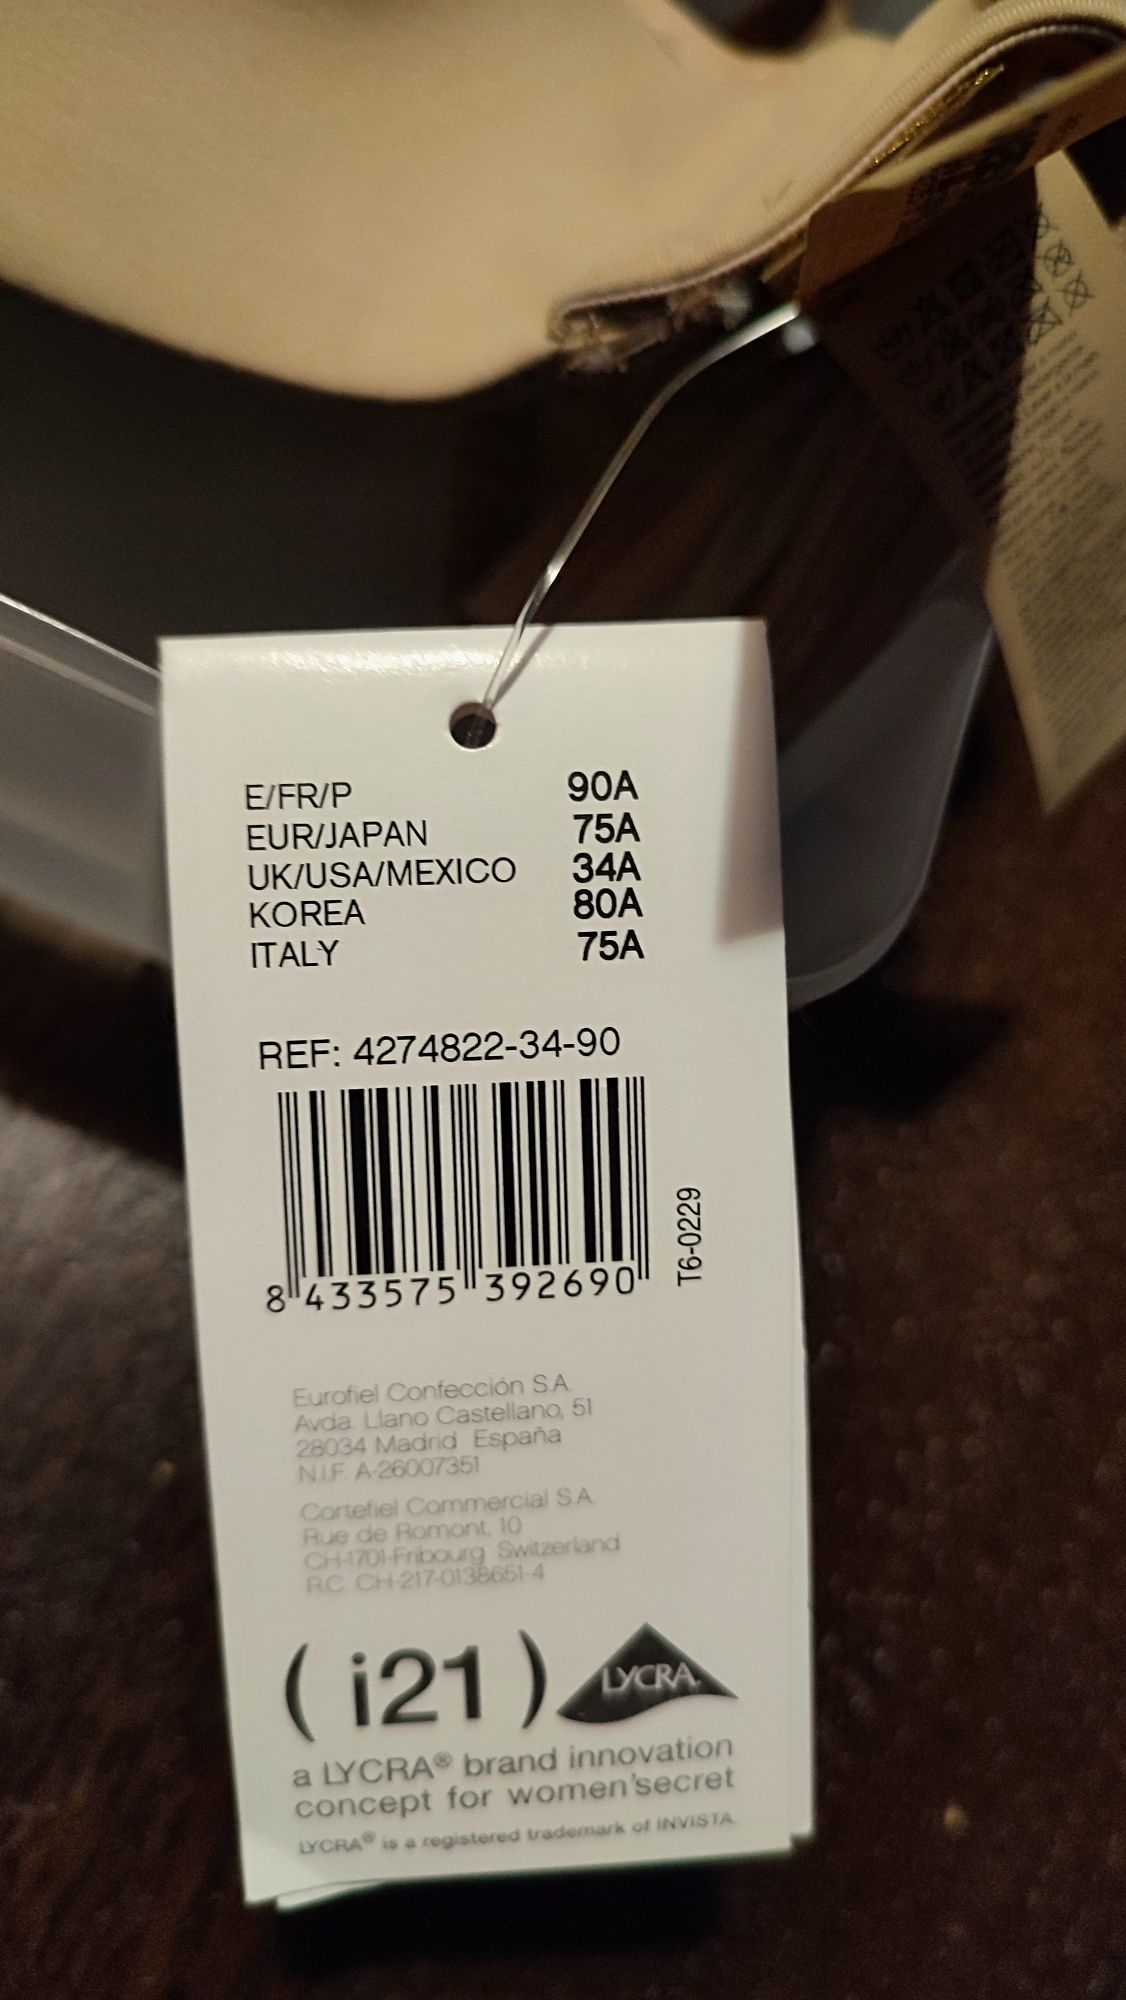 E/FR/P 90A
EUR/JAPAN 75A
UK/USA/MEXICO 34A
KOREA 80A
ITALY 75A
REF: 4274822-34-90
8 433575 392690
T6-0229
Eurofiel Confección S.A.
Avda. Llano Castellano, 51
28034 Madrid España
N.I.F. A-26007351
Cortefiel Commercial S.A.
Rue de Romont, 10
CH-1701-Fribourg Switzerland
R.C. CH-217-0138651-4
( i21 ) LYCRA
a LYCRA® brand innovation
concept for women'secret
LYCRA® is a registered trademark of INVISTA.